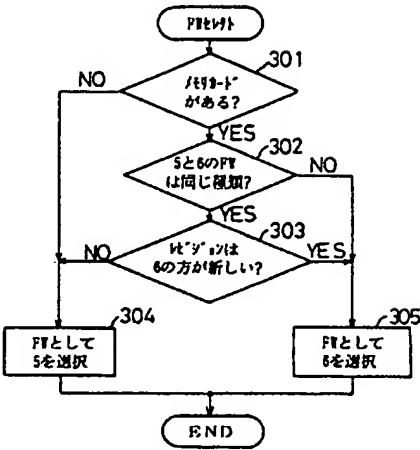 FWセレクト
301
メモリカード
がある?
NO
YES
302
5と6のFW
は同じ種類?
NO
YES
303
レビジョンは
6の方が新しい?
NO
YES
304
FWとして
5を選択
305
FWとして
6を選択
END